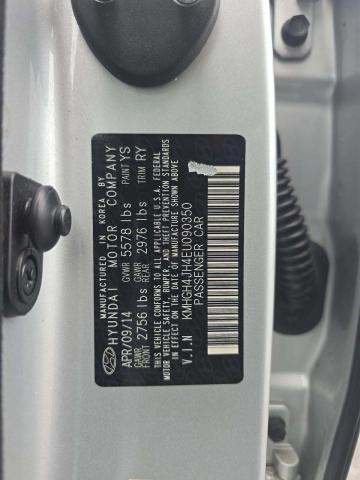 MANUFACTURED IN KOREA BY
HYUNDAI MOTOR COMPANY
APR/09/14 GVWR 5578 lbs PAINT YS
GAWR FRONT 2756 lbs GAWR REAR 2976 lbs TRIM RY
THIS VEHICLE CONFORMS TO ALL APPLICABLE U.S.A. FEDERAL
MOTOR VEHICLE SAFETY, BUMPER, AND THEFT PREVENTION STANDARDS
IN EFFECT ON THE DATE OF MANUFACTURE SHOWN ABOVE
V.I.N KMHGH4JH4EU090350
PASSENGER CAR